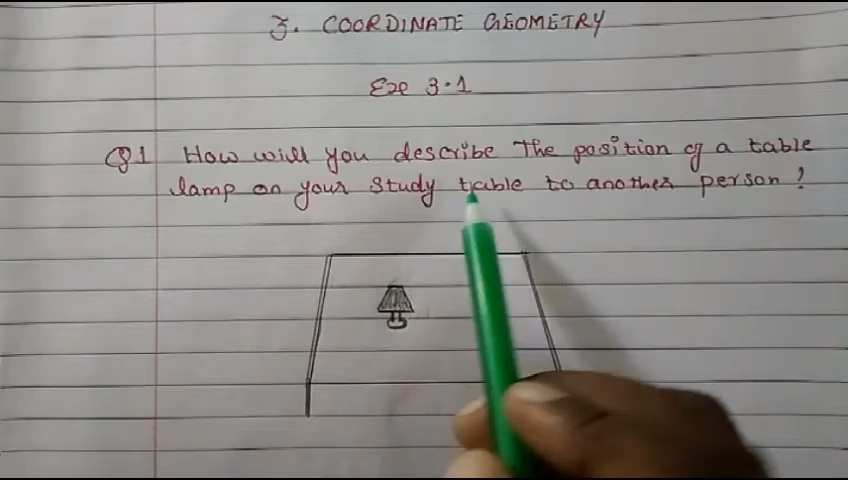 3. COORDINATE GEOMETRY
Exe 3.1
Q1 How will you describe the position of a table
lamp on your study table to another person?